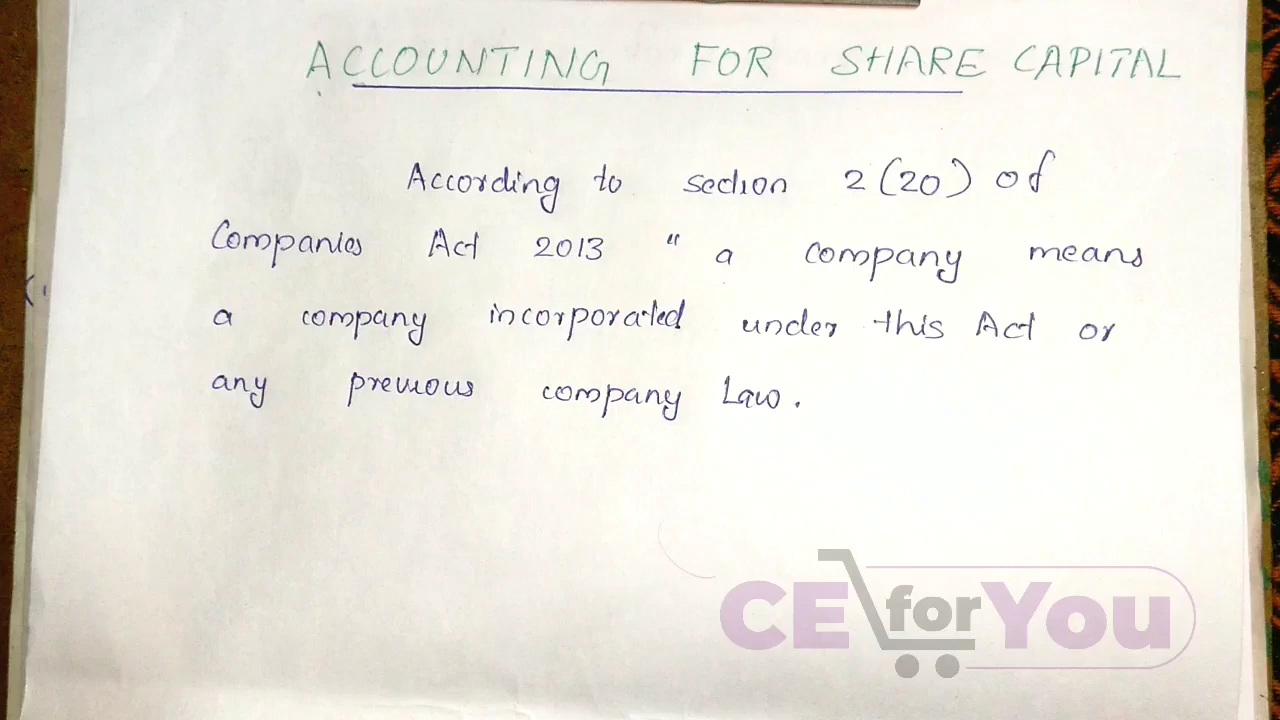 ACCOUNTING FOR SHARE CAPITAL
According to section 2(20) of
Companies Act 2013 " a company means
a company incorporated under this Act or
any previous company Law.
CE for You